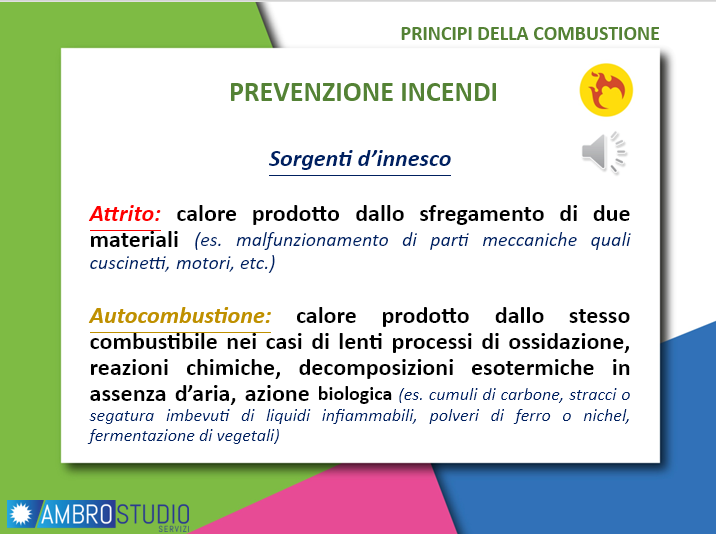 PRINCIPI DELLA COMBUSTIONE
PREVENZIONE INCENDI
Sorgenti d’innesco
Attrito: calore prodotto dallo sfregamento di due
materiali (es. malfunzionamento di parti meccaniche quali
cuscinetti, motori, etc.)
Autocombustione: calore prodotto dallo stesso
combustibile nei casi di lenti processi di ossidazione,
reazioni chimiche, decomposizioni esotermiche in
assenza d’aria, azione biologica (es. cumuli di carbone, stracci o
segatura imbevuti di liquidi infiammabili, polveri di ferro o nichel,
fermentazione di vegetali)
AMBROSTUDIO
SERVIZI